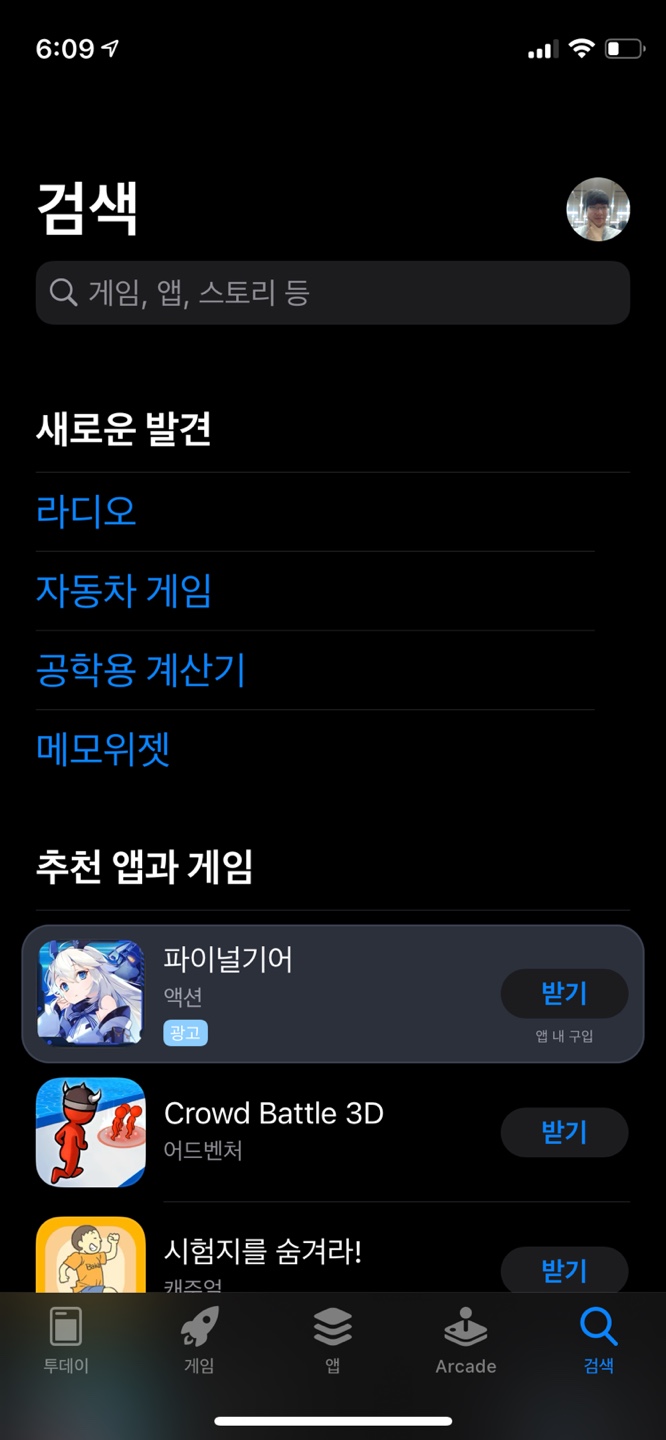 6:09
검색
게임, 앱, 스토리 등
새로운 발견
라디오
자동차 게임
공학용 계산기
메모위젯
추천 앱과 게임
파이널기어
액션
광고
받기
앱 내 구입
Crowd Battle 3D
어드벤처
받기
시험지를 숨겨라!
캐주얼
받기
투데이
게임
앱
Arcade
검색